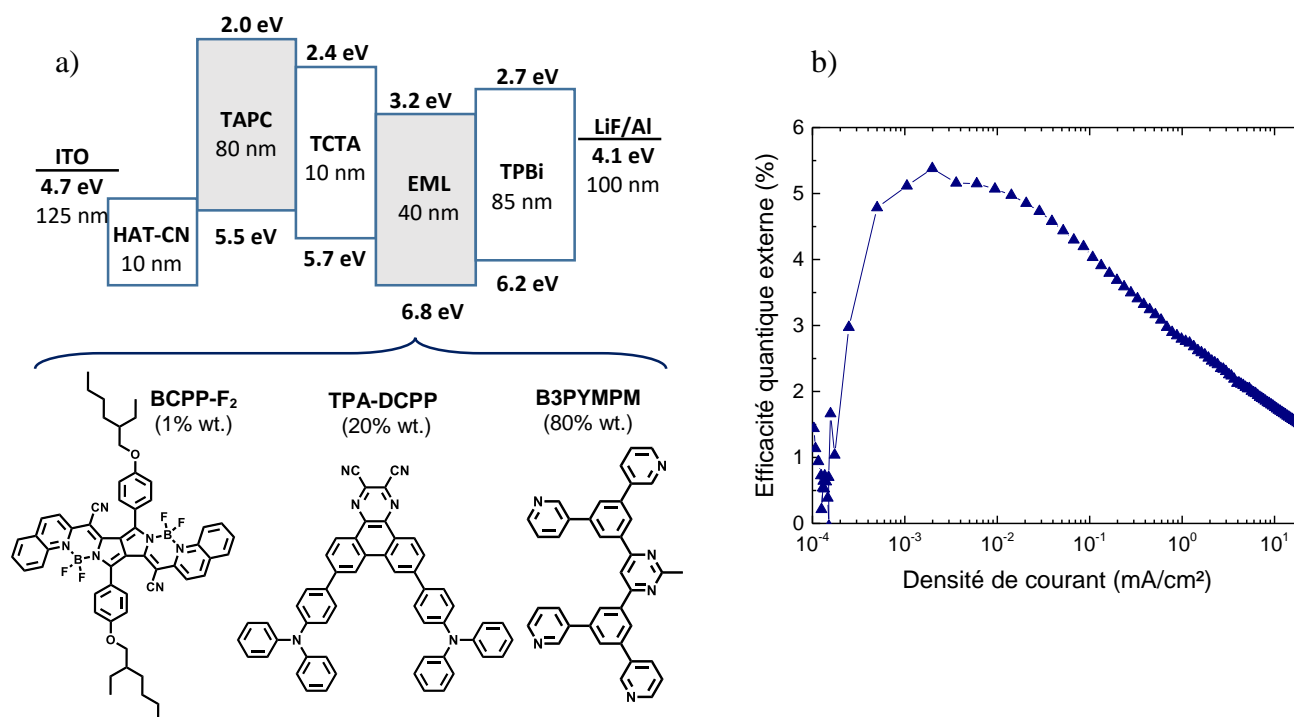 a)
2.0 eV
2.4 eV
2.7 eV
3.2 eV
TAPC
80 nm
TCTA
10 nm
EML
40 nm
TPBi
85 nm
ITO
4.7 eV
125 nm
LiF/Al
4.1 eV
100 nm
HAT-CN
10 nm
5.5 eV
5.7 eV
6.2 eV
6.8 eV
BCPP-F₂
(1% wt.)
TPA-DCPP
(20% wt.)
B3PYMPM
(80% wt.)
O
CN
F
F
B
N
N
N
N
B
F
F
CN
O
CN
CN
N
N
N
N
N
N
N
N
N
N
b)
Efficacité quantique externe (%)
6
5
4
3
2
1
0
10⁻⁴
10⁻³
10⁻²
10⁻¹
10⁰
10¹
Densité de courant (mA/cm²)